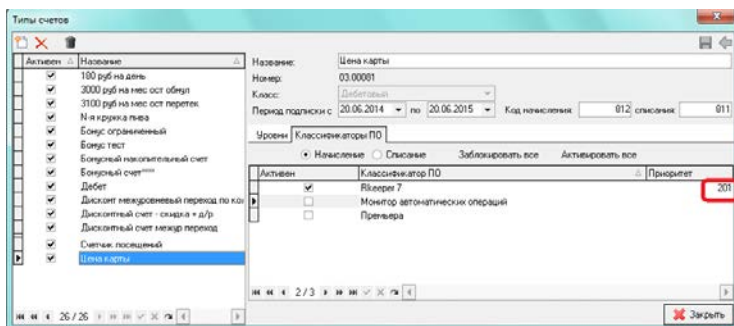 Типы счетов
Активен Название
180 руб на день
3000 руб на мес ост обнул
3100 руб на мес ост перетек
N-я кружка пива
Бонус ограниченный
Бонус тест
Бонусный накопительный счет
Бонусный счет****
Дебет
Дисконт межуровневый переход по ко
Дисконтный счет - скидка + д/р
Дисконтный счет межур переход
Счетчик посещений
Цена карты
26 / 26
Название: Цена карты
Номер: 03.00081
Класс: Дебетовый
Период подписки с 20.06.2014 по 20.06.2015 Код начисления: 012 списания: 011
Уровни Классификаторы ПО
Начисление Списание Заблокировать все Активировать все
Активен Классификатор ПО Приоритет
Rkeeper 7 201
Монитор автоматических операций
Премьера
2 / 3
Закрыть